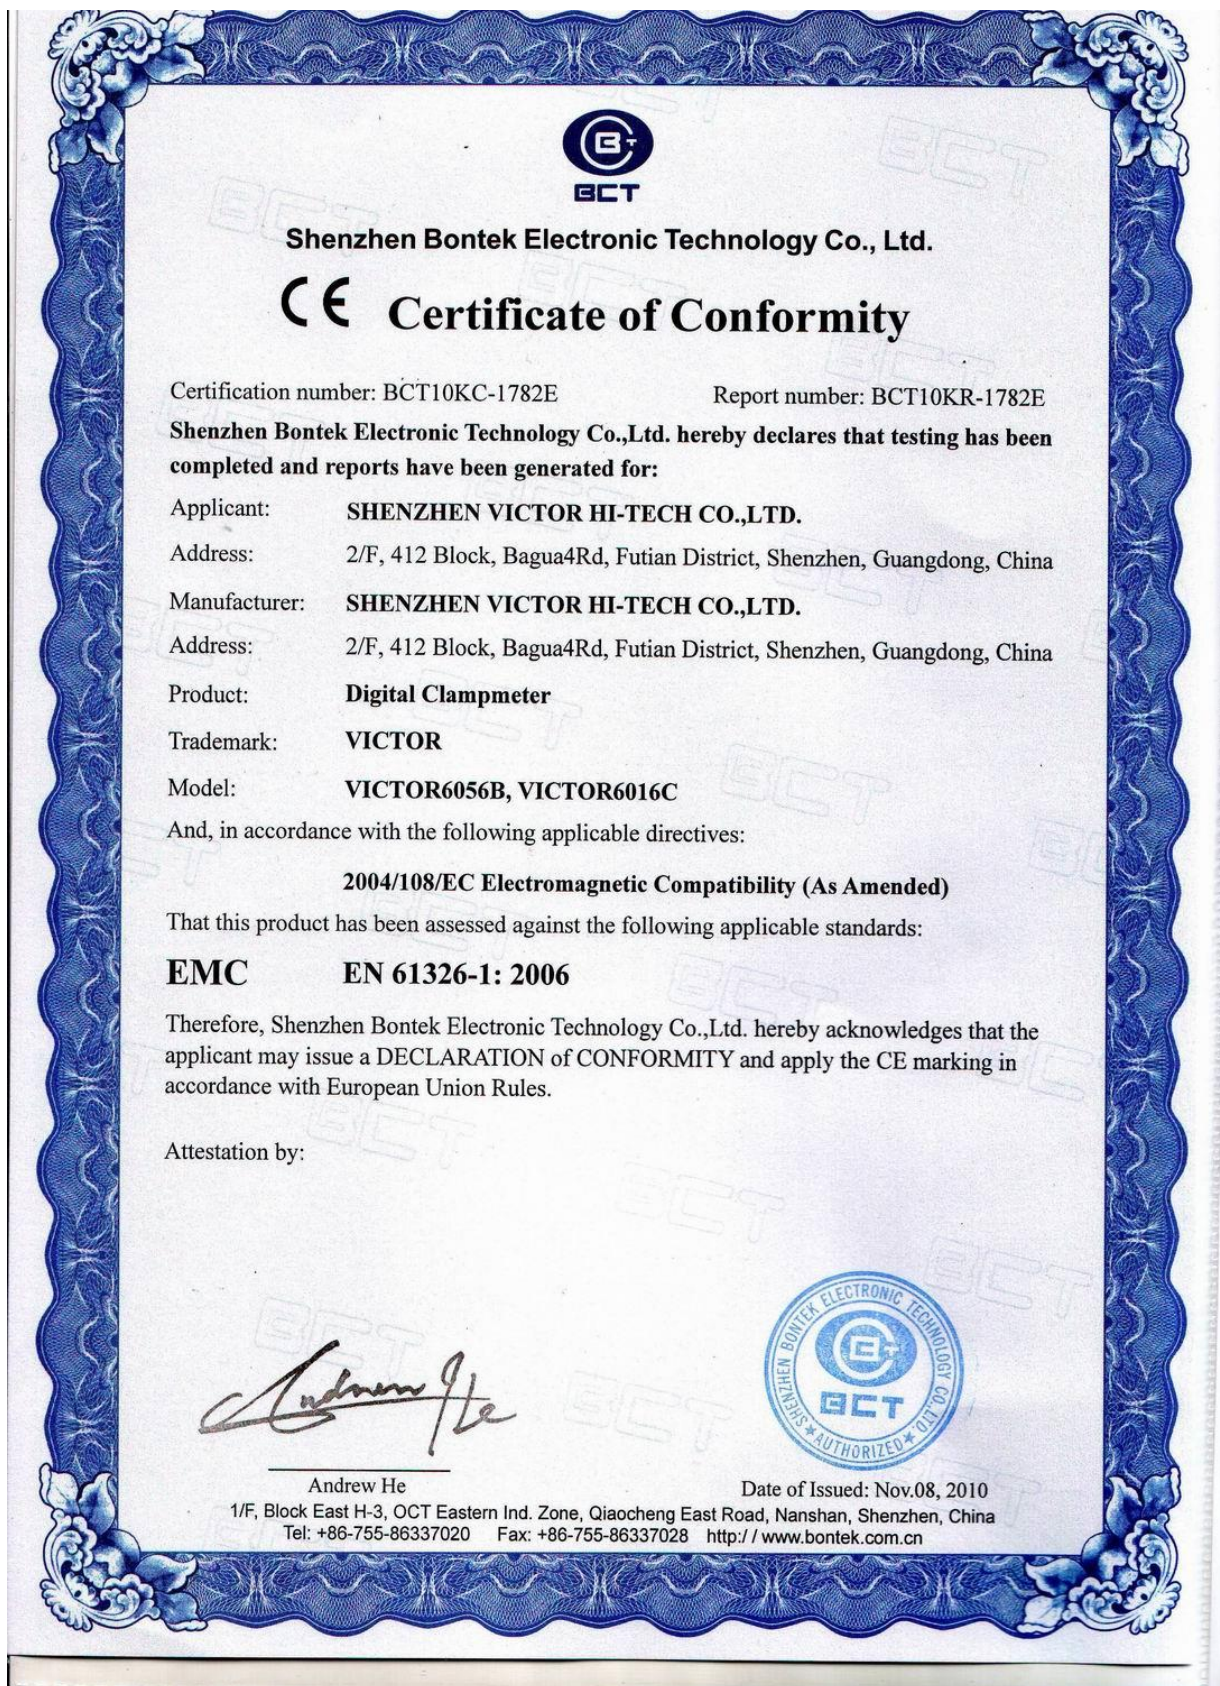 BCT
Shenzhen Bontek Electronic Technology Co., Ltd.
CE Certificate of Conformity
Certification number: BCT10KC-1782E Report number: BCT10KR-1782E
Shenzhen Bontek Electronic Technology Co.,Ltd. hereby declares that testing has been
completed and reports have been generated for:
Applicant: SHENZHEN VICTOR HI-TECH CO.,LTD.
Address: 2/F, 412 Block, Bagua4Rd, Futian District, Shenzhen, Guangdong, China
Manufacturer: SHENZHEN VICTOR HI-TECH CO.,LTD.
Address: 2/F, 412 Block, Bagua4Rd, Futian District, Shenzhen, Guangdong, China
Product: Digital Clampmeter
Trademark: VICTOR
Model: VICTOR6056B, VICTOR6016C
And, in accordance with the following applicable directives:
2004/108/EC Electromagnetic Compatibility (As Amended)
That this product has been assessed against the following applicable standards:
EMC EN 61326-1: 2006
Therefore, Shenzhen Bontek Electronic Technology Co.,Ltd. hereby acknowledges that the
applicant may issue a DECLARATION of CONFORMITY and apply the CE marking in
accordance with European Union Rules.
Attestation by:
Andrew He
SHENZHEN BONTEK ELECTRONIC TECHNOLOGY CO.,LTD.
BCT
★AUTHORIZED★
Andrew He Date of Issued: Nov.08, 2010
1/F, Block East H-3, OCT Eastern Ind. Zone, Qiaocheng East Road, Nanshan, Shenzhen, China
Tel: +86-755-86337020 Fax: +86-755-86337028 http:/ / www.bontek.com.cn